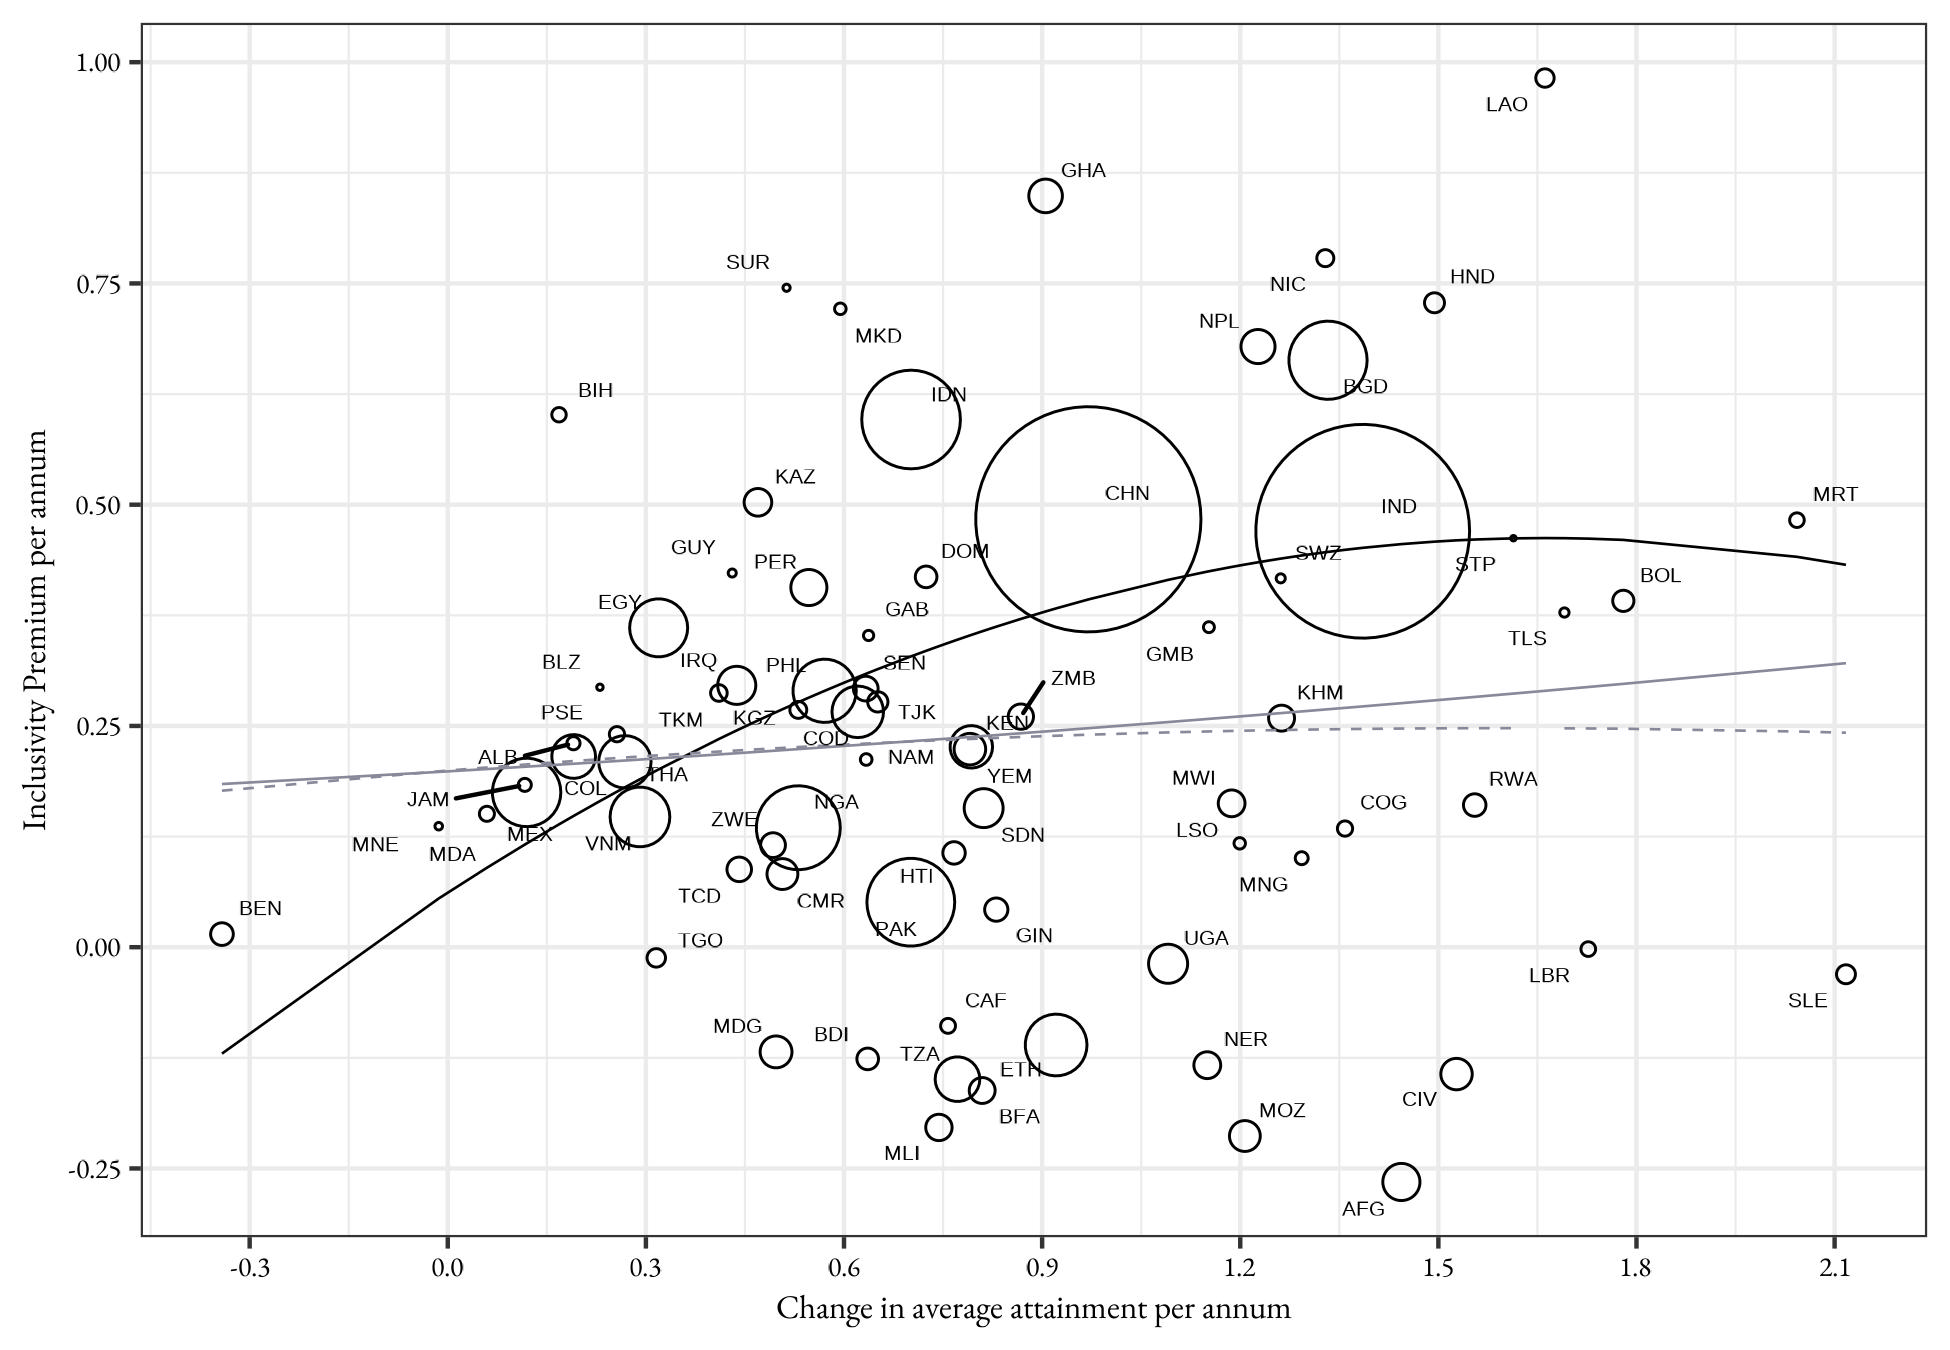 1.00
LAO
GHA
SUR
0.75
NIC
HND
MKD
NPL
BIH
IDN
BGD
KAZ
CHN
IND
MRT
0.50
GUY
PER
DOM
SWZ
STP
BOL
EGY
GAB
TLS
BLZ
IRQ
PHL
SEN
GMB
ZMB
KHM
PSE
TKM
KGZ
TJK
KEN
0.25
COD
ALB
NAM
THA
YEM
MWI
RWA
COL
JAM
NGA
COG
MEX
ZWE
LSO
MNE
MDA
VNM
SDN
HTI
MNG
TCD
CMR
BEN
PAK
GIN
TGO
UGA
0.00
LBR
SLE
CAF
MDG
BDI
TZA
ETH
NER
CIV
BFA
MOZ
MLI
-0.25
AFG
-0.3 0.0 0.3 0.6 0.9 1.2 1.5 1.8 2.1
Change in average attainment per annum
Inclusivity Premium per annum